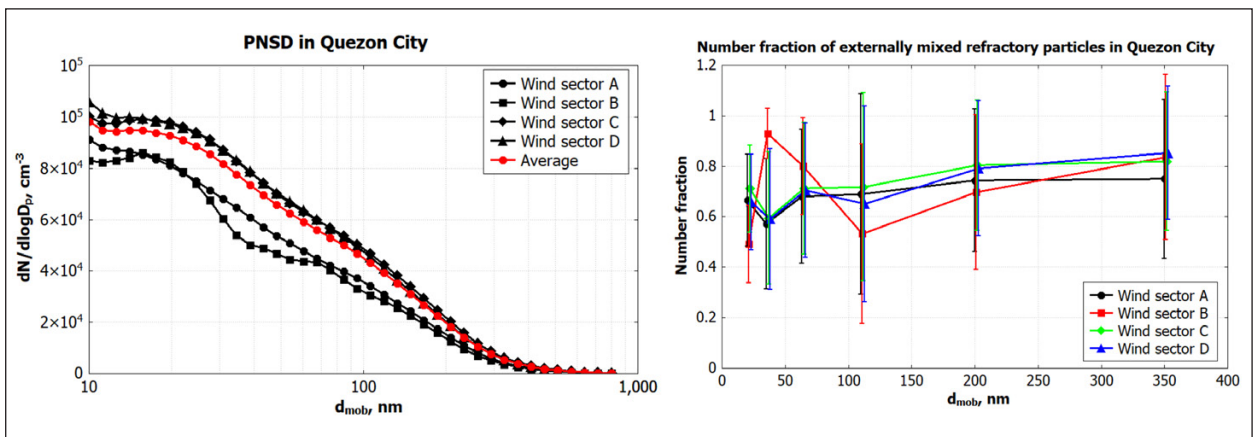 PNSD in Quezon City
10⁵
10⁵
8×10⁴
6×10⁴
4×10⁴
2×10⁴
0
dN/dlogDₚ, cm⁻³
10
100
1,000
d_mob, nm
Wind sector A
Wind sector B
Wind sector C
Wind sector D
Average
Number fraction of externally mixed refractory particles in Quezon City
1.2
1
0.8
0.6
0.4
0.2
0
Number fraction
0
50
100
150
200
250
300
350
400
d_mob, nm
Wind sector A
Wind sector B
Wind sector C
Wind sector D